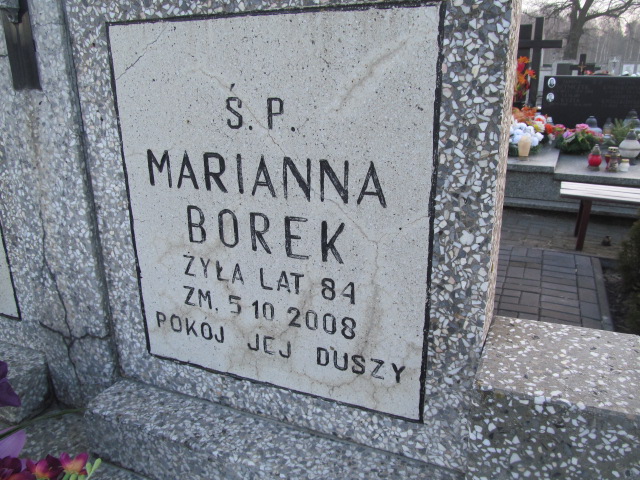 Ś. P.
MARIANNA
BOREK
ŻYŁA LAT 84
ZM. 5 10 2008
POKÓJ JEJ DUSZY